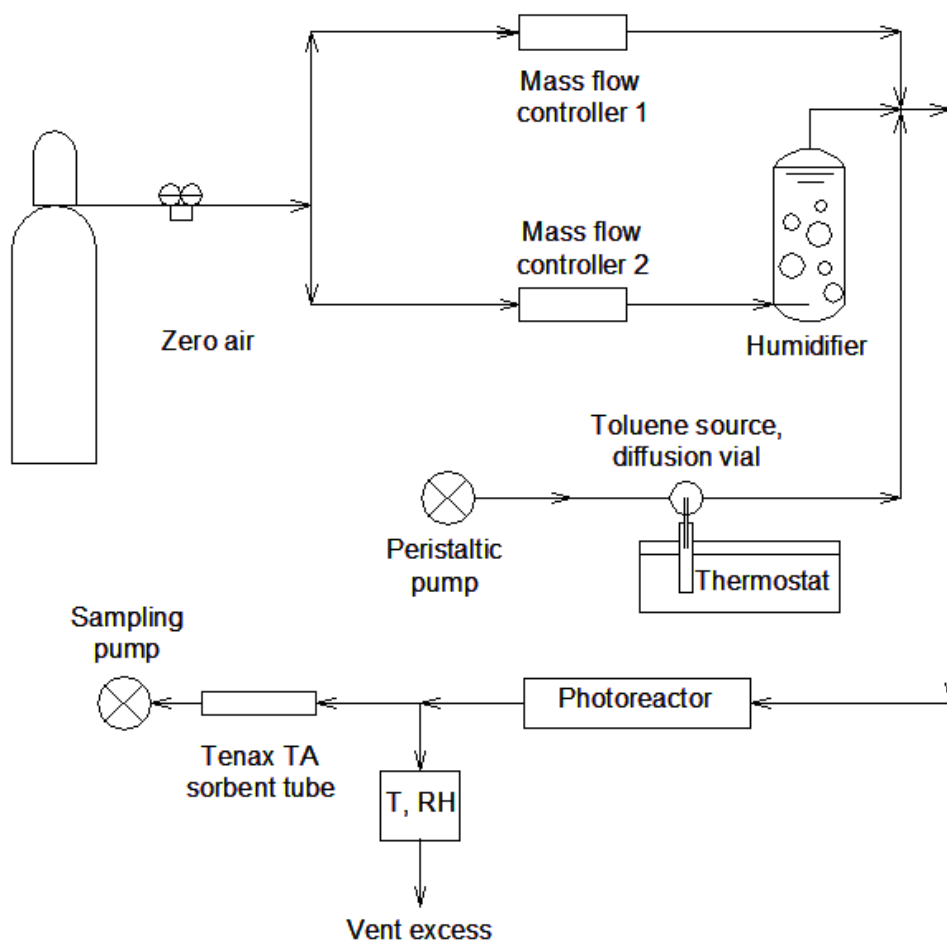 Mass flow
controller 1
Mass flow
controller 2
Zero air
Humidifier
Toluene source,
diffusion vial
Peristaltic
pump
Thermostat
Sampling
pump
Photoreactor
Tenax TA
sorbent tube
T, RH
Vent excess